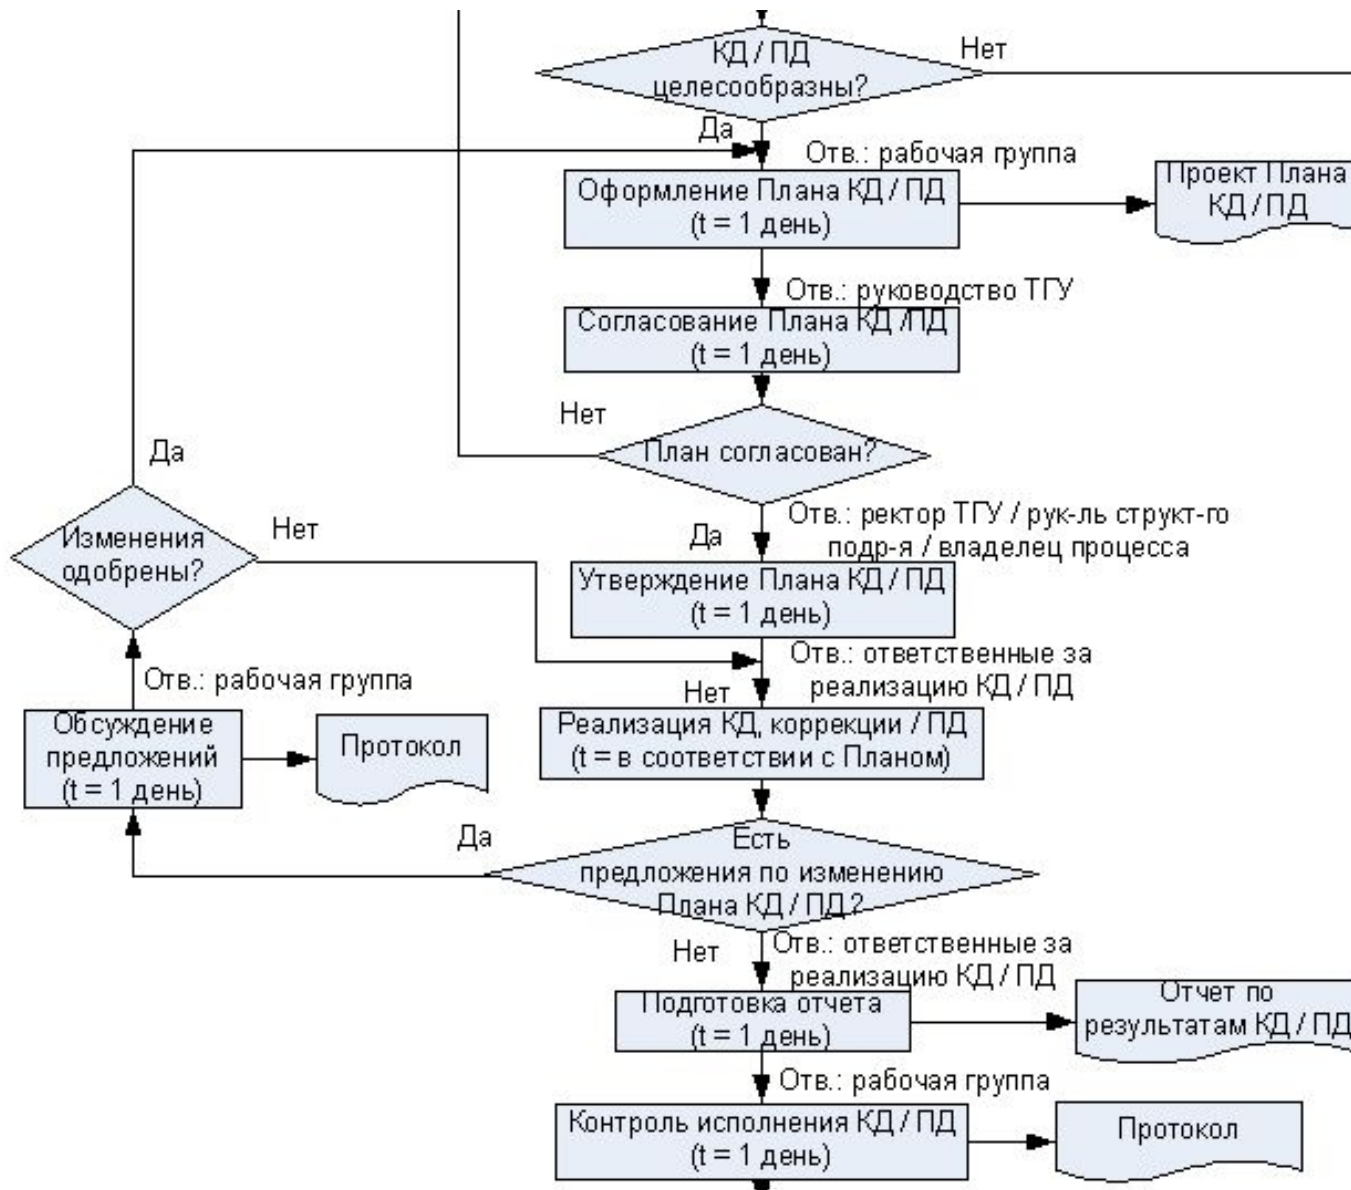 КД / ПД
целесообразны?
Нет
Да
Отв.: рабочая группа
Оформление Плана КД / ПД
(t = 1 день)
Проект Плана
КД / ПД
Отв.: руководство ТГУ
Согласование Плана КД /ПД
(t = 1 день)
Нет
План согласован?
Да
Изменения
одобрены?
Нет
Отв.: ректор ТГУ / рук-ль структ-го
подр-я / владелец процесса
Да
Утверждение Плана КД / ПД
(t = 1 день)
Отв.: ответственные за
реализацию КД / ПД
Нет
Отв.: рабочая группа
Обсуждение
предложений
(t = 1 день)
Протокол
Реализация КД, коррекции / ПД
(t = в соответствии с Планом)
Да
Есть
предложения по изменению
Плана КД / ПД?
Нет
Отв.: ответственные за
реализацию КД / ПД
Подготовка отчета
(t = 1 день)
Отчет по
результатам КД / ПД
Отв.: рабочая группа
Контроль исполнения КД / ПД
(t = 1 день)
Протокол